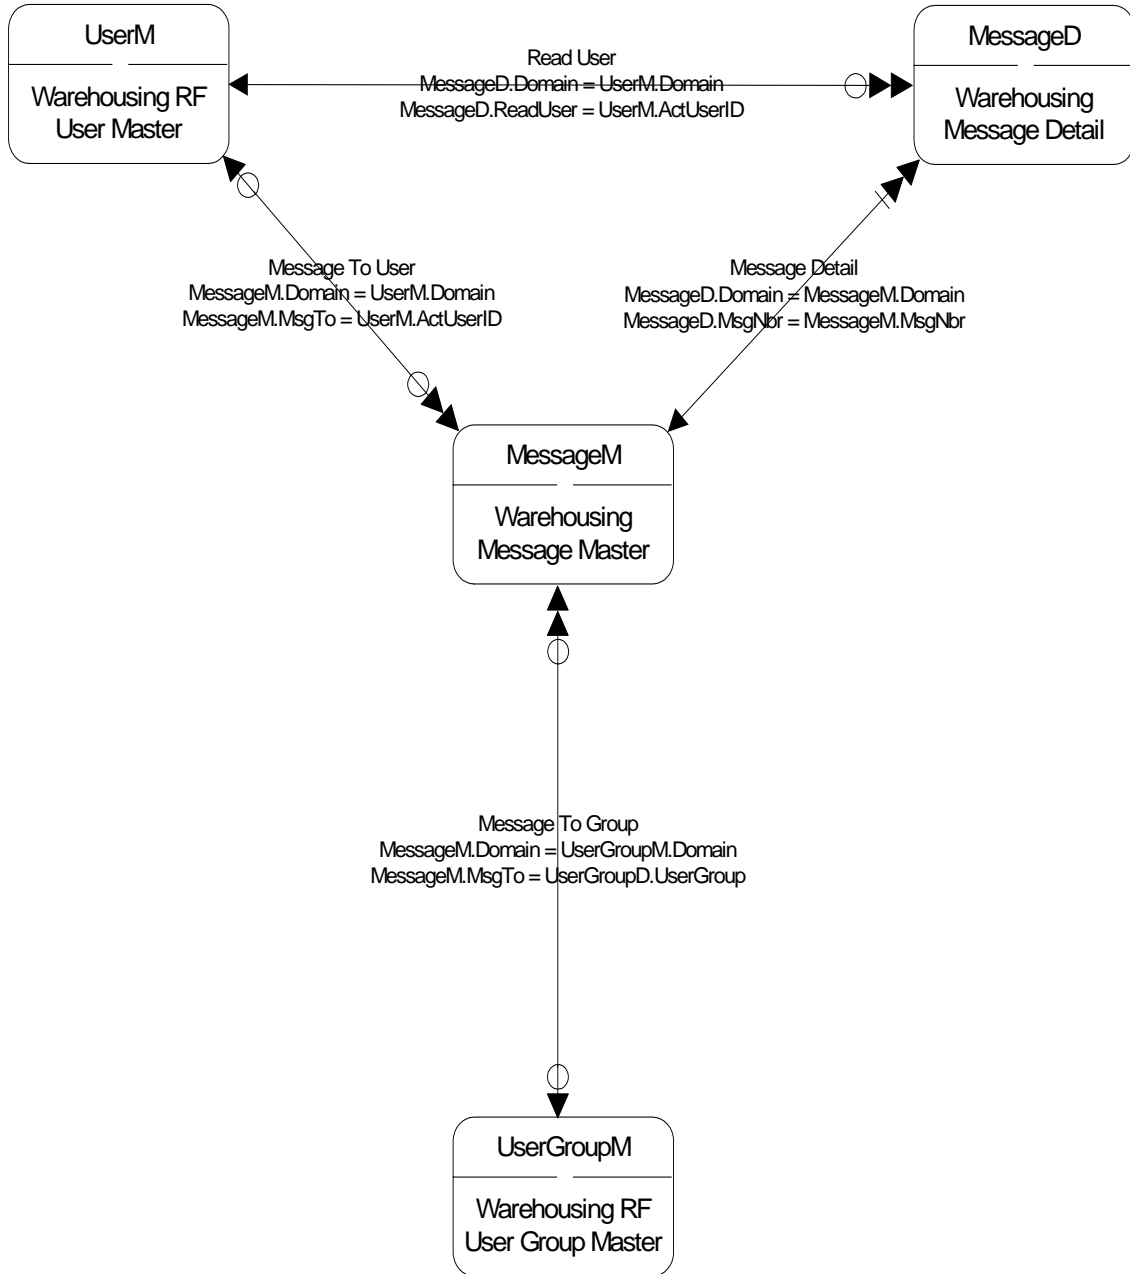 UserM
Warehousing RF
User Master
Read User
MessageD.Domain = UserM.Domain
MessageD.ReadUser = UserM.ActUserID
MessageD
Warehousing
Message Detail
Message To User
MessageM.Domain = UserM.Domain
MessageM.MsgTo = UserM.ActUserID
Message Detail
MessageD.Domain = MessageM.Domain
MessageD.MsgNbr = MessageM.MsgNbr
MessageM
Warehousing
Message Master
Message To Group
MessageM.Domain = UserGroupM.Domain
MessageM.MsgTo = UserGroupD.UserGroup
UserGroupM
Warehousing RF
User Group Master